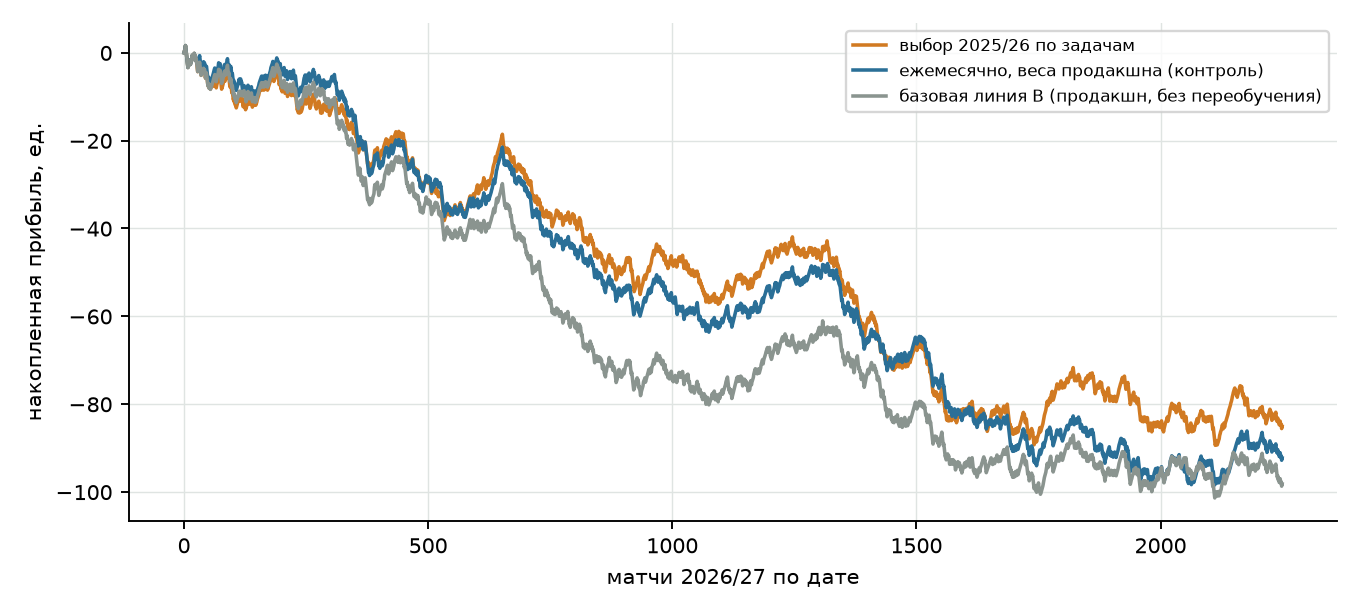 выбор 2025/26 по задачам
ежемесячно, веса продакшна (контроль)
базовая линия B (продакшн, без переобучения)
накопленная прибыль, ед.
0
−20
−40
−60
−80
−100
0
500
1000
1500
2000
матчи 2026/27 по дате